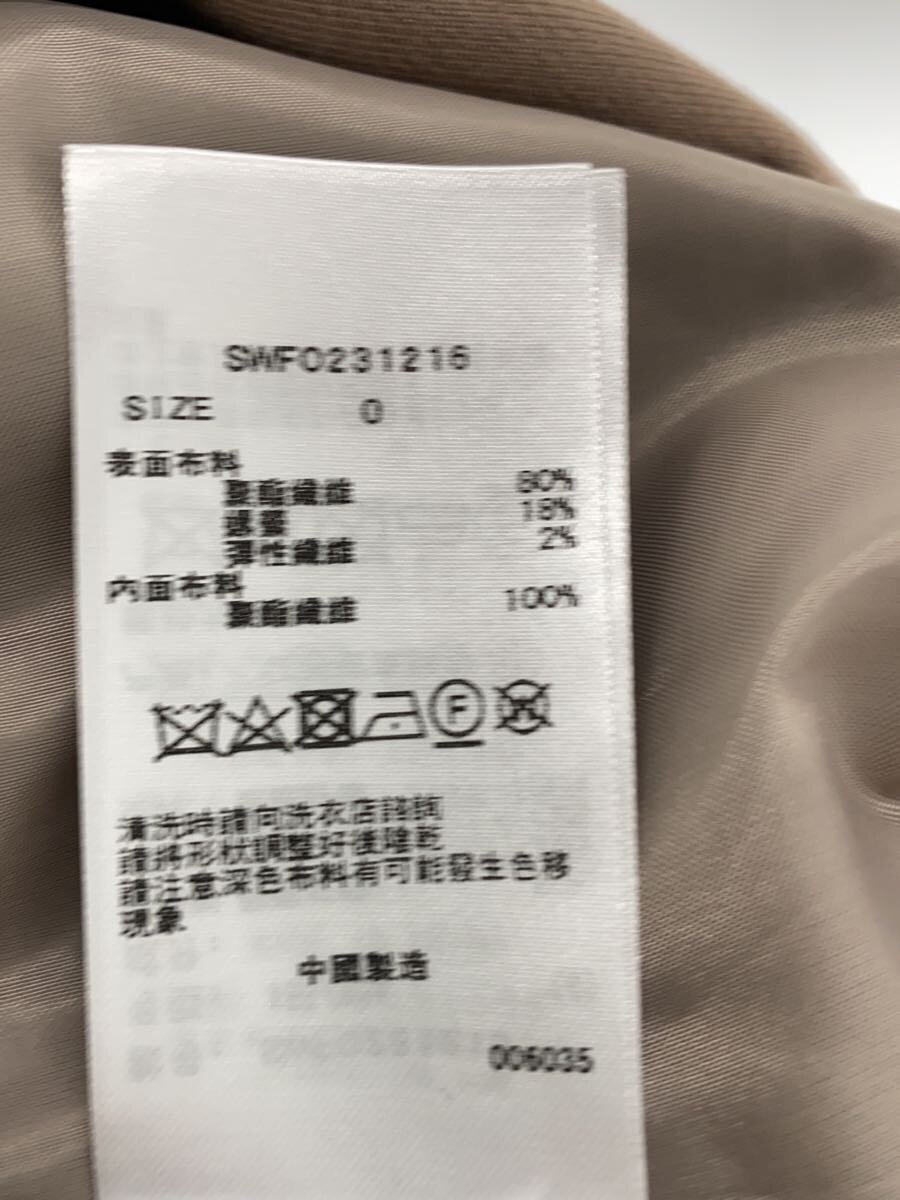 SWFO231216
SIZE 0
表面布料
聚酯纖維 80%
嫘縈 18%
彈性纖維 2%
內面布料
聚酯纖維 100%
F
清洗時請向洗衣店諮詢
請將形狀調整好後陰乾
請注意深色布料有可能發生色移
現象
中國製造
006035